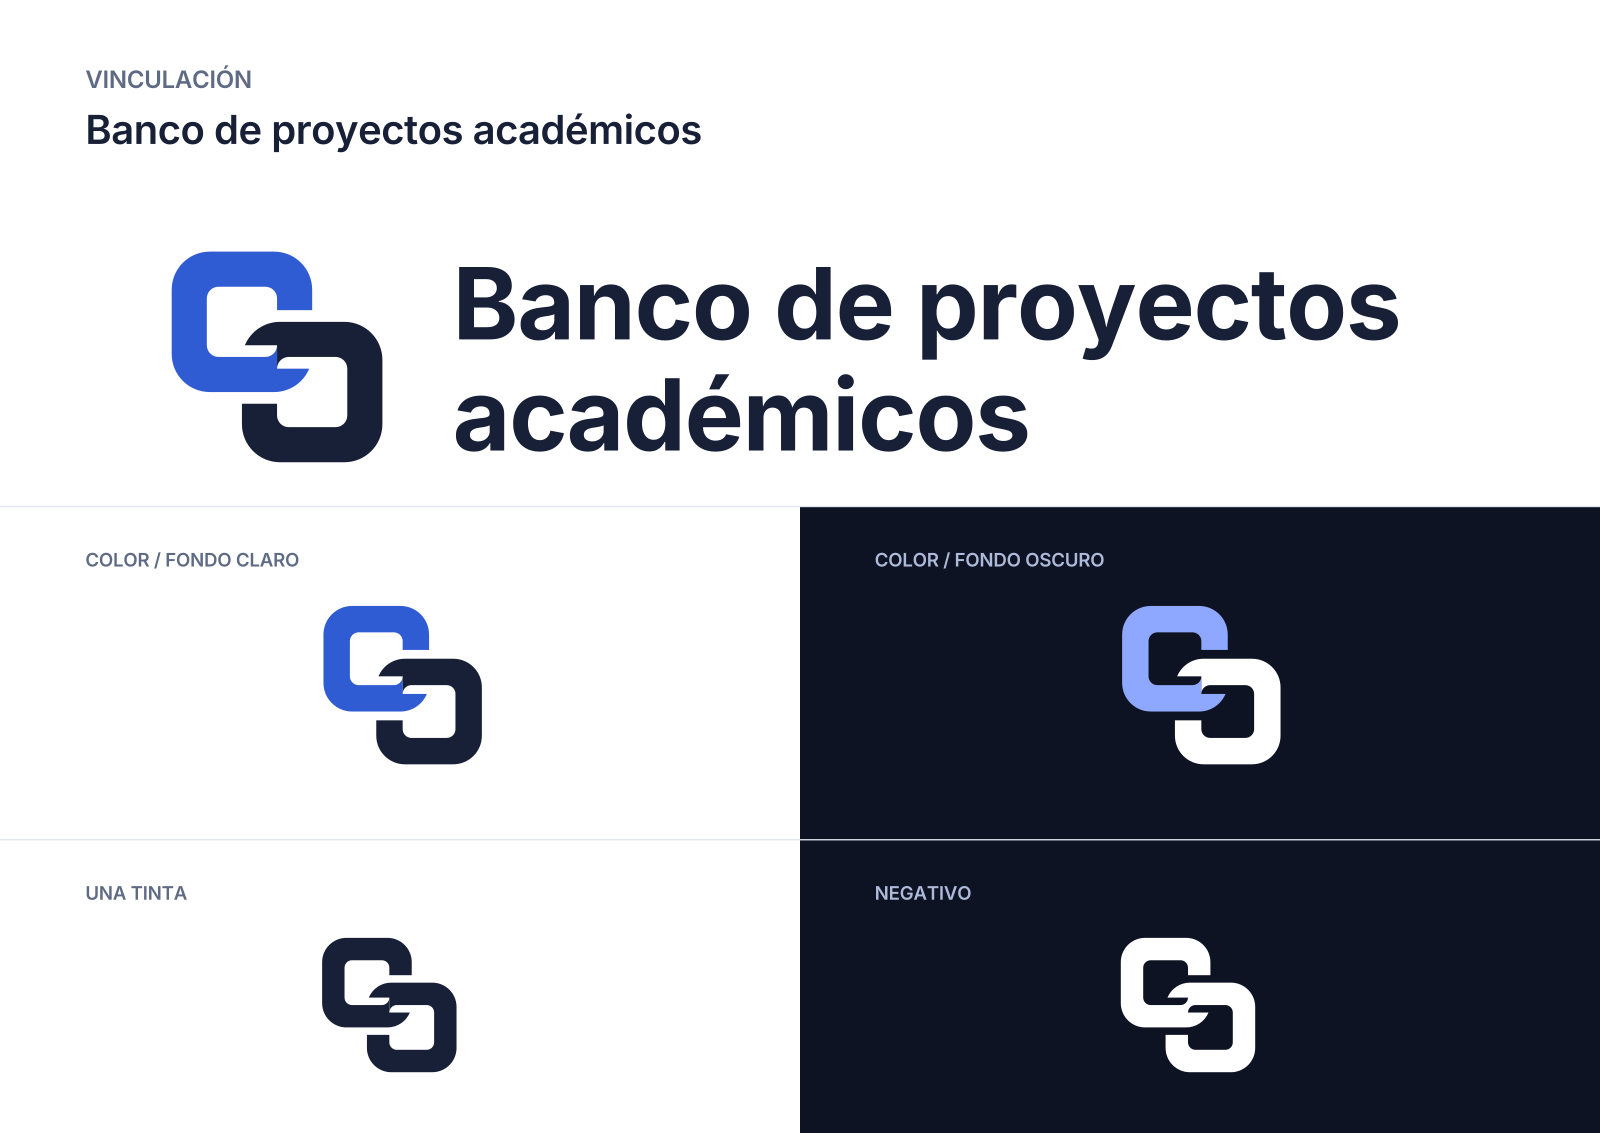 VINCULACIÓN
Banco de proyectos académicos
Banco de proyectos
académicos
COLOR / FONDO CLARO
COLOR / FONDO OSCURO
UNA TINTA
NEGATIVO